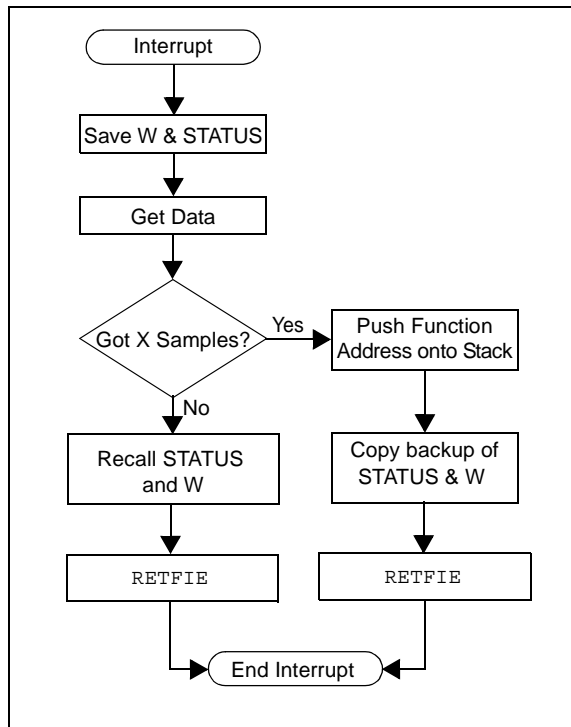 Interrupt
Save W & STATUS
Get Data
Got X Samples?
Yes
Push Function
Address onto Stack
No
Recall STATUS
and W
Copy backup of
STATUS & W
RETFIE
RETFIE
End Interrupt